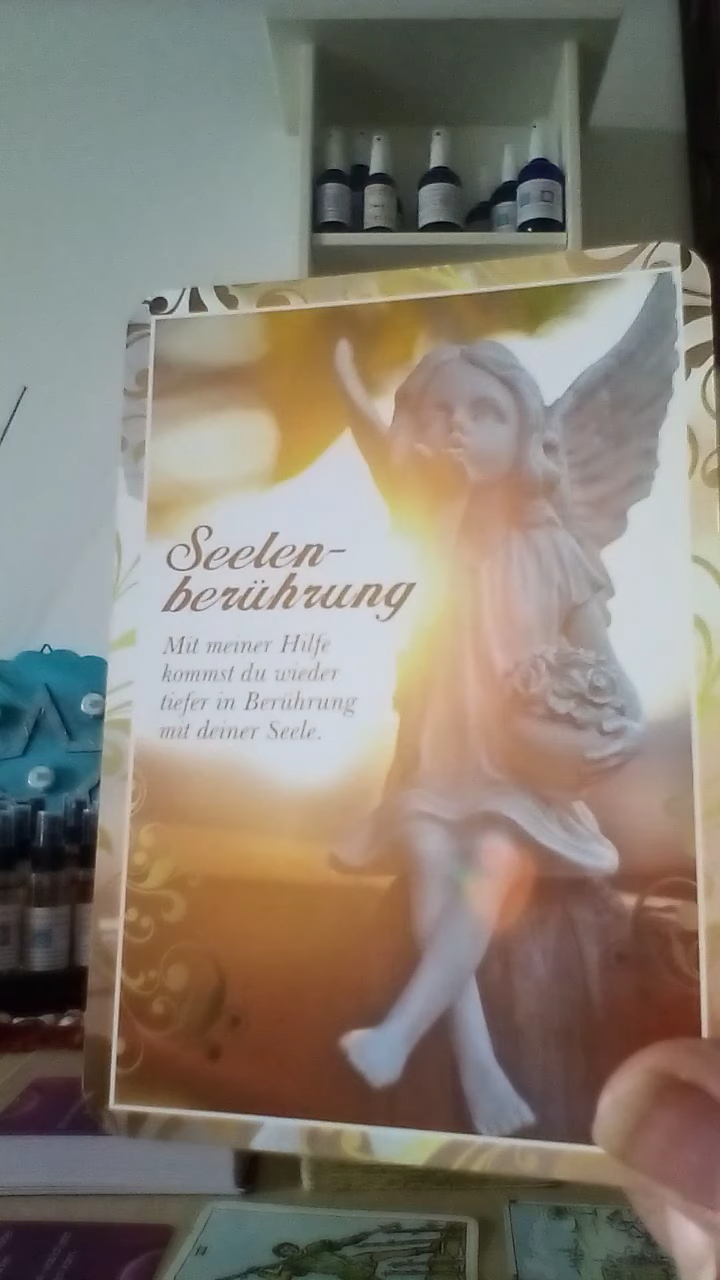 Seelen-
berührung
Mit meiner Hilfe
kommst du wieder
tiefer in Berührung
mit deiner Seele.